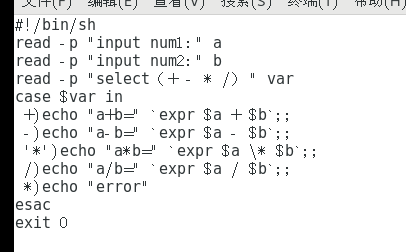 文件(F) 编辑(E) 查看(V) 搜索(S) 终端(T) 帮助(H)
#!/bin/sh
read -p "input num1:" a
read -p "input num2:" b
read -p "select (+ - * /) " var
case $var in
 +)echo "a+b=" `expr $a + $b`;;
 -)echo "a-b=" `expr $a - $b`;;
 '*')echo "a*b=" `expr $a \* $b`;;
 /)echo "a/b=" `expr $a / $b`;;
 *)echo "error"
esac
exit 0